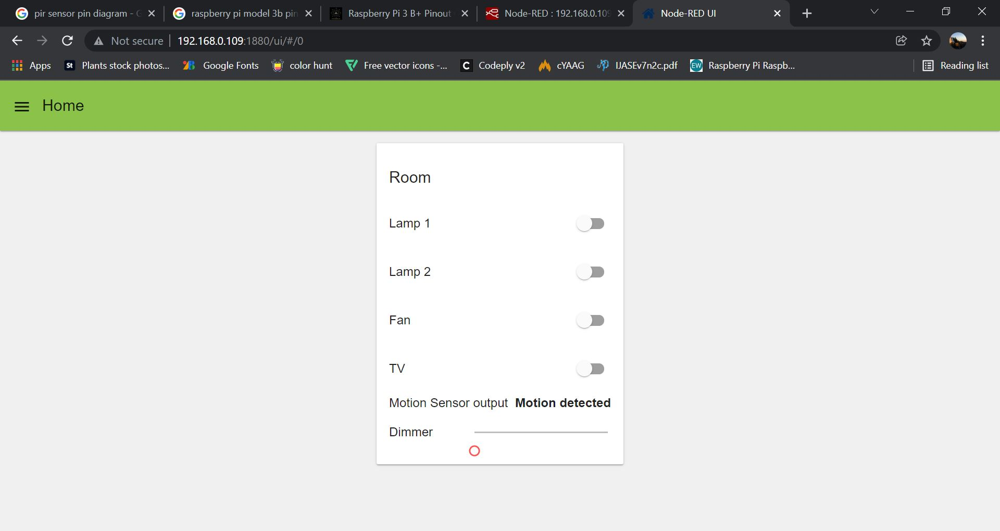 pir sensor pin diagram - G
raspberry pi model 3b pin
Raspberry Pi 3 B+ Pinout
Node-RED : 192.168.0.109
Node-RED UI
Not secure 192.168.0.109:1880/ui/#/0
Apps St Plants stock photos... Google Fonts color hunt Free vector icons -... C Codeply v2 cYAAG IJASEv7n2c.pdf EW Raspberry Pi Raspb... Reading list
Home
Room
Lamp 1
Lamp 2
Fan
TV
Motion Sensor output Motion detected
Dimmer